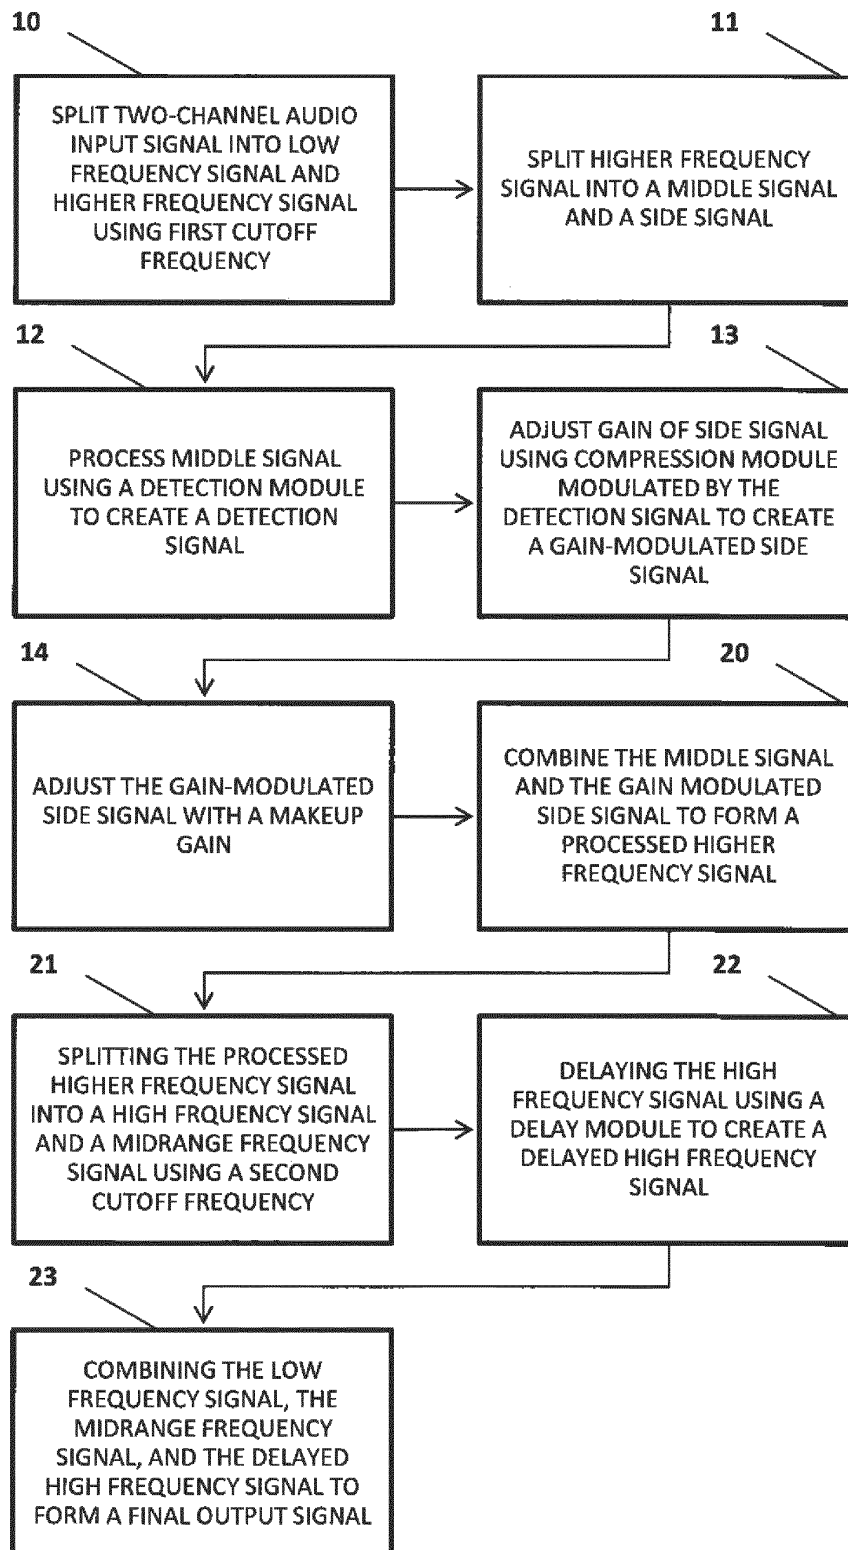 10
11
SPLIT TWO-CHANNEL AUDIO
INPUT SIGNAL INTO LOW
FREQUENCY SIGNAL AND
HIGHER FREQUENCY SIGNAL
USING FIRST CUTOFF
FREQUENCY
SPLIT HIGHER FREQUENCY
SIGNAL INTO A MIDDLE SIGNAL
AND A SIDE SIGNAL
12
13
PROCESS MIDDLE SIGNAL
USING A DETECTION MODULE
TO CREATE A DETECTION
SIGNAL
ADJUST GAIN OF SIDE SIGNAL
USING COMPRESSION MODULE
MODULATED BY THE
DETECTION SIGNAL TO CREATE
A GAIN-MODULATED SIDE
SIGNAL
14
20
ADJUST THE GAIN-MODULATED
SIDE SIGNAL WITH A MAKEUP
GAIN
COMBINE THE MIDDLE SIGNAL
AND THE GAIN MODULATED
SIDE SIGNAL TO FORM A
PROCESSED HIGHER
FREQUENCY SIGNAL
21
22
SPLITTING THE PROCESSED
HIGHER FREQUENCY SIGNAL
INTO A HIGH FRQUENCY SIGNAL
AND A MIDRANGE FREQUENCY
SIGNAL USING A SECOND
CUTOFF FREQUENCY
DELAYING THE HIGH
FREQUENCY SIGNAL USING A
DELAY MODULE TO CREATE A
DELAYED HIGH FREQUENCY
SIGNAL
23
COMBINING THE LOW
FREQUENCY SIGNAL, THE
MIDRANGE FREQUENCY
SIGNAL, AND THE DELAYED
HIGH FREQUENCY SIGNAL TO
FORM A FINAL OUTPUT SIGNAL